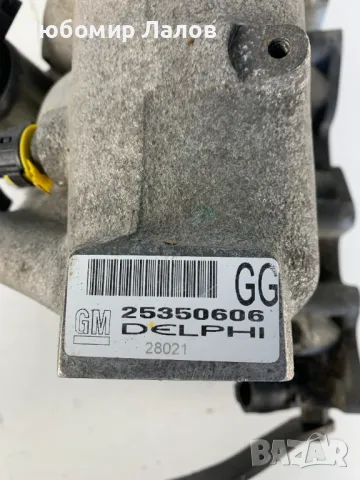 юбомир Лалов
GG
GM
25350606
DELPHI
28021
BAZAR